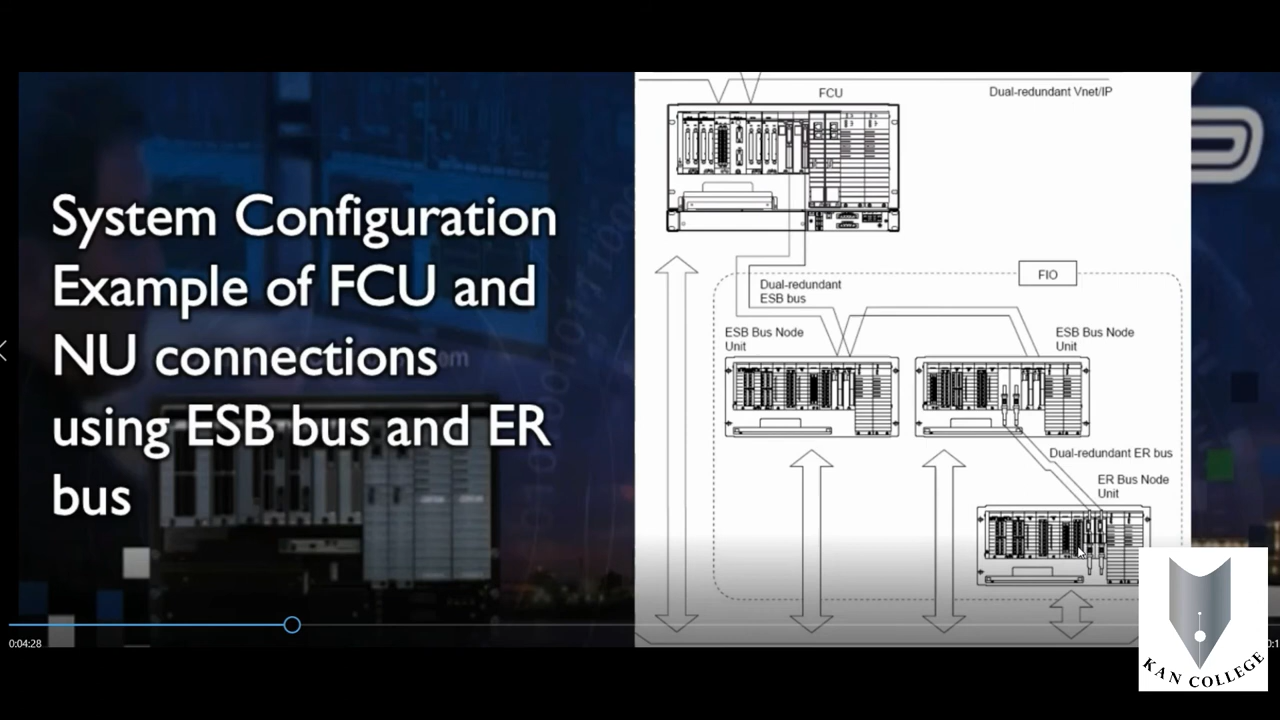 System Configuration
Example of FCU and
NU connections
using ESB bus and ER
bus
FCU
Dual-redundant Vnet/IP
FIO
Dual-redundant
ESB bus
ESB Bus Node
Unit
ESB Bus Node
Unit
Dual-redundant ER bus
ER Bus Node
Unit
0:04:28
KAN COLLEGE